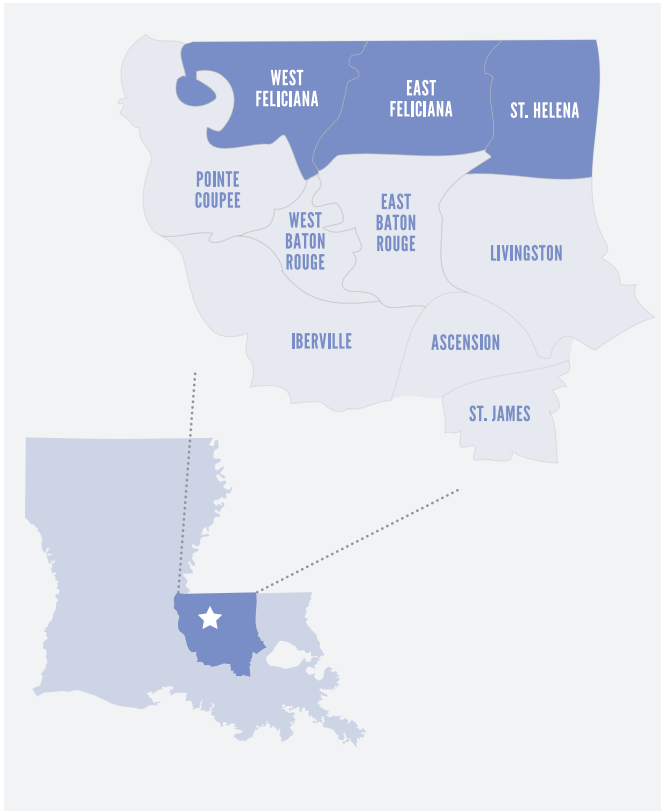 WEST
FELICIANA
EAST
FELICIANA
ST. HELENA
POINTE
COUPEE
WEST
BATON
ROUGE
EAST
BATON
ROUGE
LIVINGSTON
IBERVILLE
ASCENSION
ST. JAMES